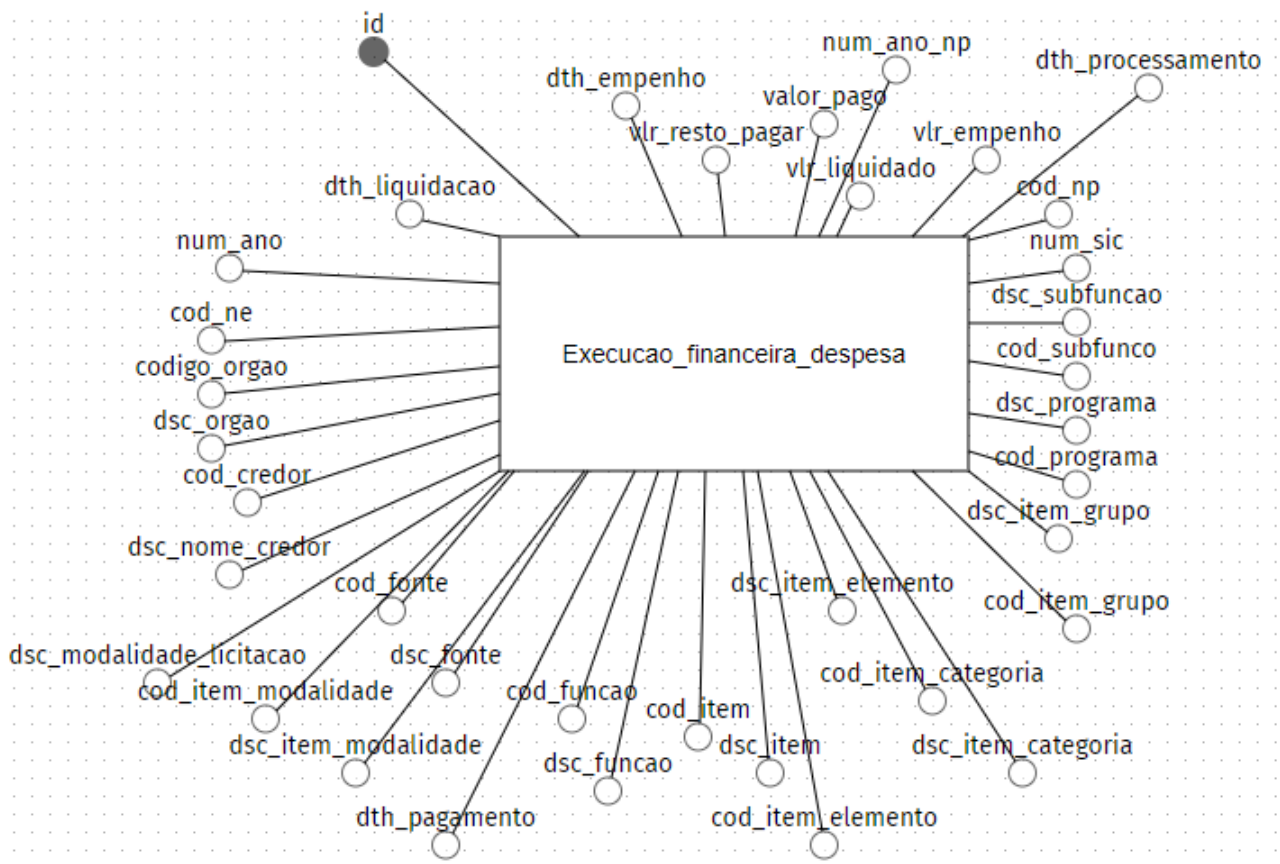 id
num_ano_np
dth_processamento
dth_empenho
valor_pago
vlr_resto_pagar
vlr_empenho
vlr_liquidado
dth_liquidacao
cod_np
num_ano
num_sic
dsc_subfuncao
cod_ne
cod_subfunco
Execucao_financeira_despesa
codigo_orgao
dsc_programa
dsc_orgao
cod_programa
cod_credor
dsc_item_grupo
dsc_nome_credor
cod_fonte
dsc_item_elemento
cod_item_grupo
dsc_modalidade_licitacao
dsc_fonte
cod_item_categoria
cod_item_modalidade
cod_funcao
cod_item
dsc_item_modalidade
dsc_item
dsc_item_categoria
dsc_funcao
dth_pagamento
cod_item_elemento